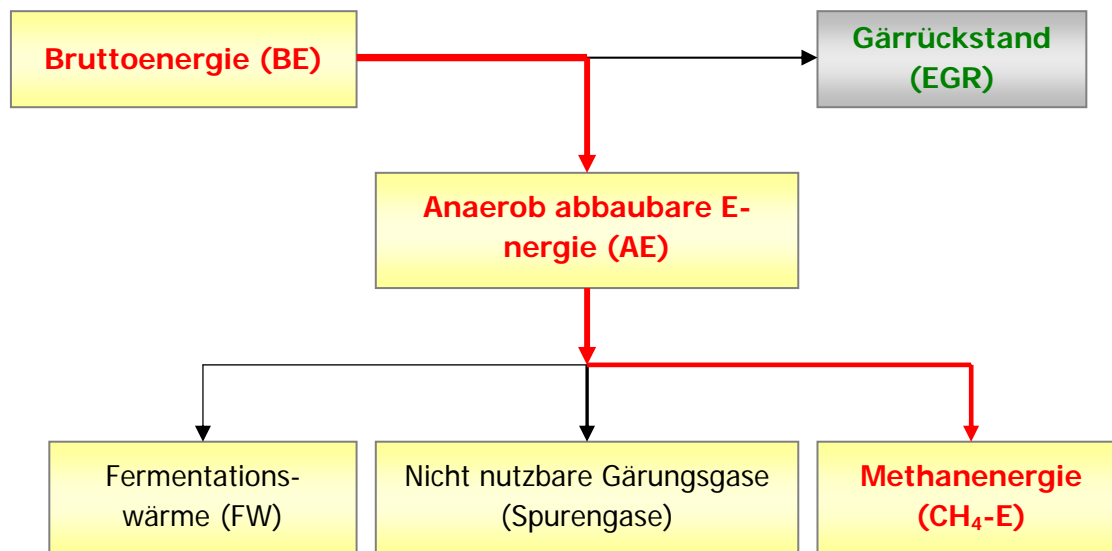 Bruttoenergie (BE)
Gärrückstand
(EGR)
Anaerob abbaubare E-
nergie (AE)
Fermentations-
wärme (FW)
Nicht nutzbare Gärungsgase
(Spurengase)
Methanenergie
(CH₄-E)